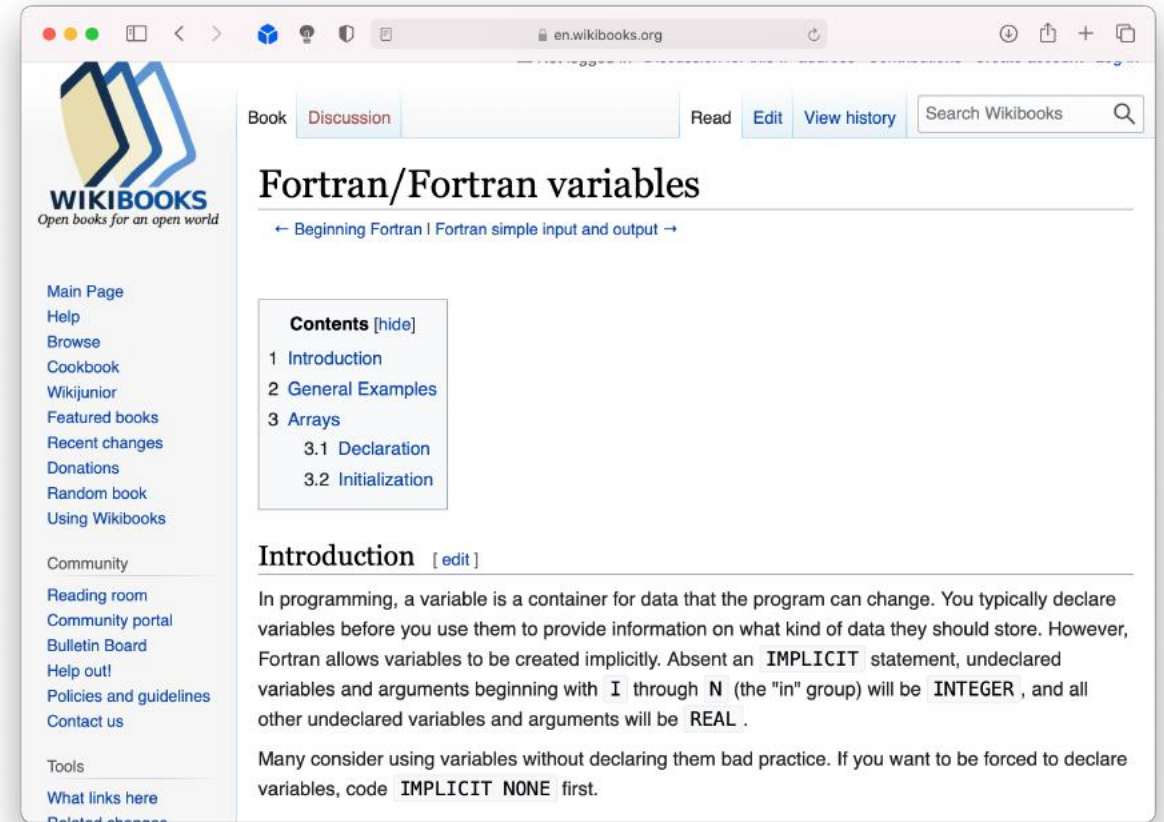 en.wikibooks.org
Book Discussion Read Edit View history Search Wikibooks
WIKIBOOKS
Open books for an open world
Fortran/Fortran variables
← Beginning Fortran | Fortran simple input and output →
Main Page
Help
Browse
Cookbook
Wikijunior
Featured books
Recent changes
Donations
Random book
Using Wikibooks
Community
Reading room
Community portal
Bulletin Board
Help out!
Policies and guidelines
Contact us
Tools
What links here
Contents [hide]
1 Introduction
2 General Examples
3 Arrays
3.1 Declaration
3.2 Initialization
Introduction [ edit ]
In programming, a variable is a container for data that the program can change. You typically declare
variables before you use them to provide information on what kind of data they should store. However,
Fortran allows variables to be created implicitly. Absent an IMPLICIT statement, undeclared
variables and arguments beginning with I through N (the "in" group) will be INTEGER , and all
other undeclared variables and arguments will be REAL .
Many consider using variables without declaring them bad practice. If you want to be forced to declare
variables, code IMPLICIT NONE first.